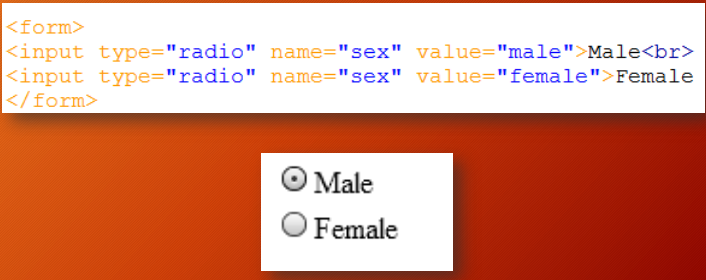 <form>
<input type="radio" name="sex" value="male">Male<br>
<input type="radio" name="sex" value="female">Female
</form>
Male
Female